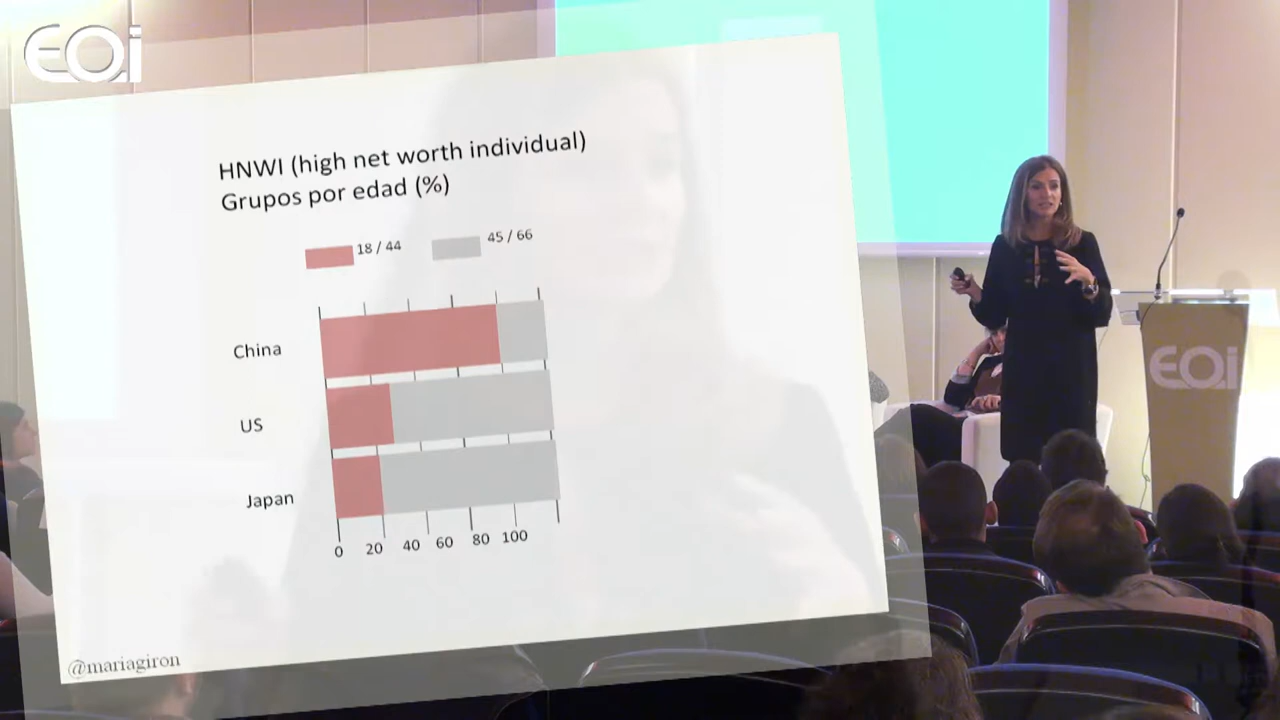 EOi
HNWI (high net worth individual)
Grupos por edad (%)
18 / 44
45 / 66
China
US
Japan
0 20 40 60 80 100
@mariagiron
EOi